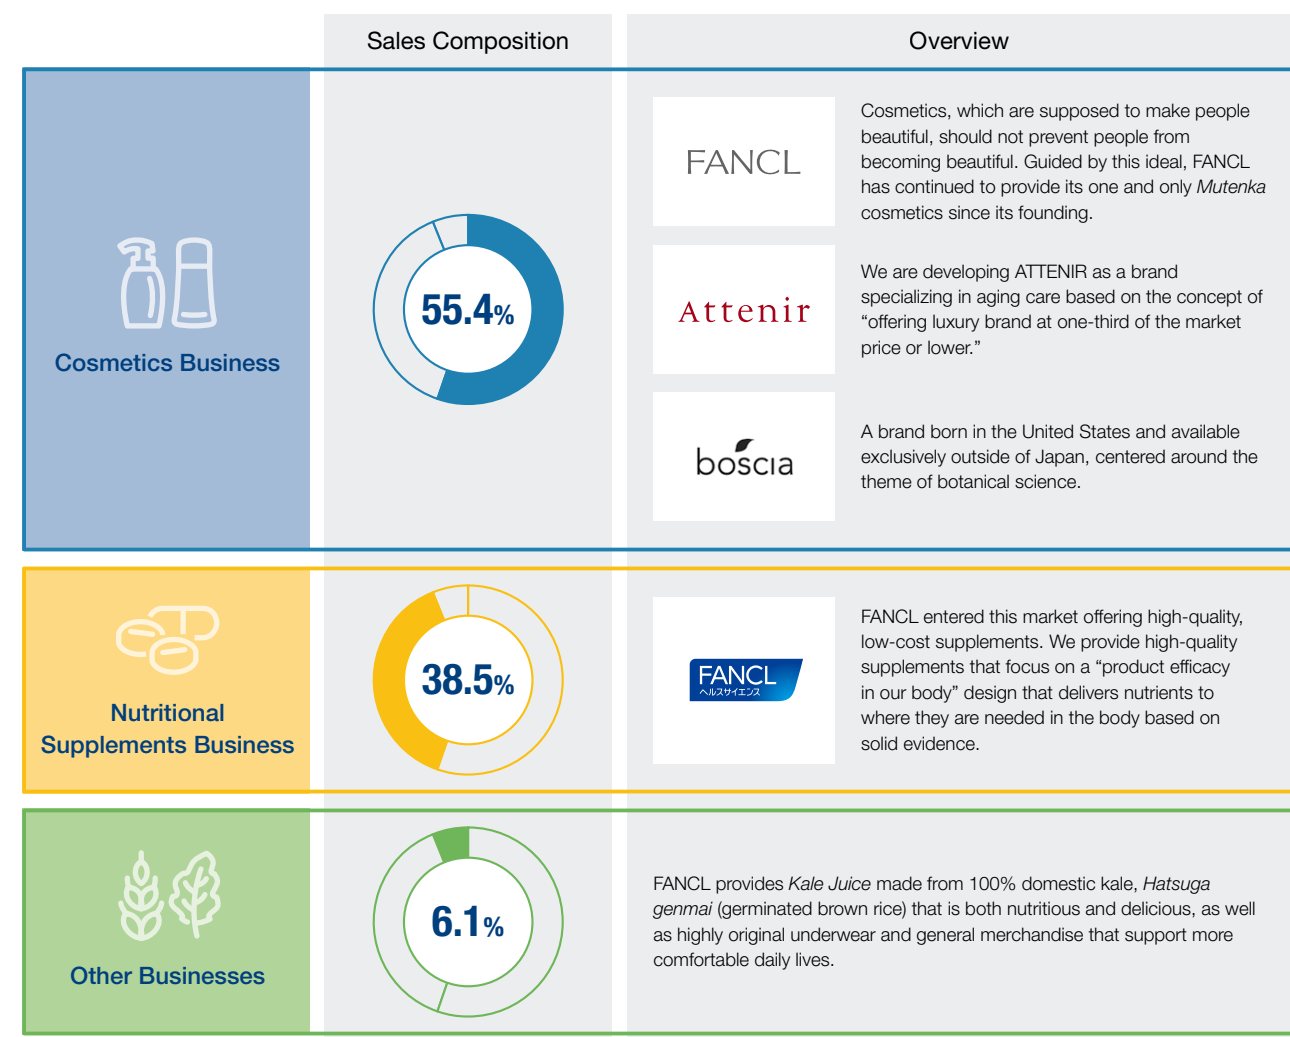 Sales Composition
Overview
Cosmetics Business
55.4%
FANCL
Cosmetics, which are supposed to make people
beautiful, should not prevent people from
becoming beautiful. Guided by this ideal, FANCL
has continued to provide its one and only Mutenka
cosmetics since its founding.
Attenir
We are developing ATTENIR as a brand
specializing in aging care based on the concept of
“offering luxury brand at one-third of the market
price or lower.”
boscia
A brand born in the United States and available
exclusively outside of Japan, centered around the
theme of botanical science.
Nutritional
Supplements Business
38.5%
FANCL
ヘルスサイエンス
FANCL entered this market offering high-quality,
low-cost supplements. We provide high-quality
supplements that focus on a “product efficacy
in our body” design that delivers nutrients to
where they are needed in the body based on
solid evidence.
Other Businesses
6.1%
FANCL provides Kale Juice made from 100% domestic kale, Hatsuga
genmai (germinated brown rice) that is both nutritious and delicious, as well
as highly original underwear and general merchandise that support more
comfortable daily lives.